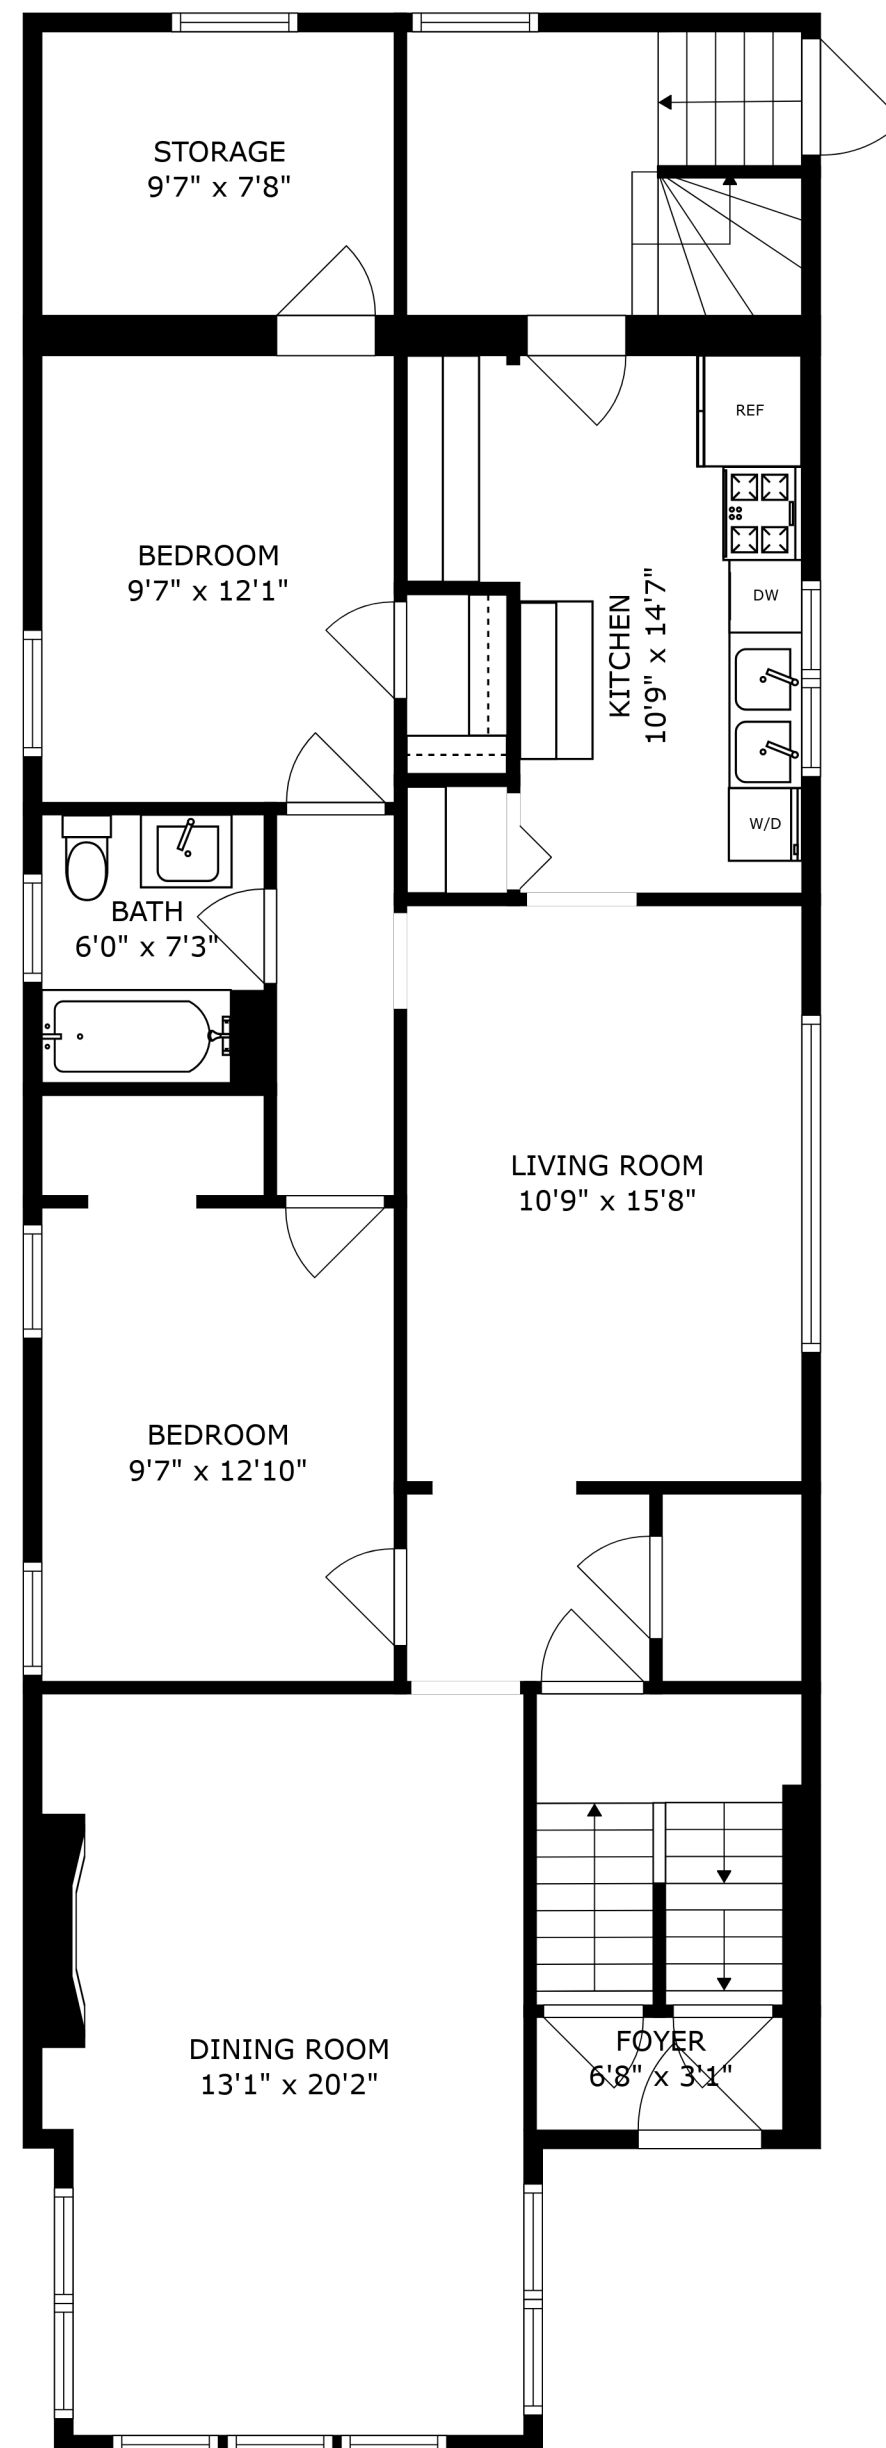 STORAGE
9'7" x 7'8"
REF
BEDROOM
9'7" x 12'1"
DW
KITCHEN
10'9" x 14'7"
W/D
BATH
6'0" x 7'3"
LIVING ROOM
10'9" x 15'8"
BEDROOM
9'7" x 12'10"
FOYER
6'8" x 3'1"
DINING ROOM
13'1" x 20'2"